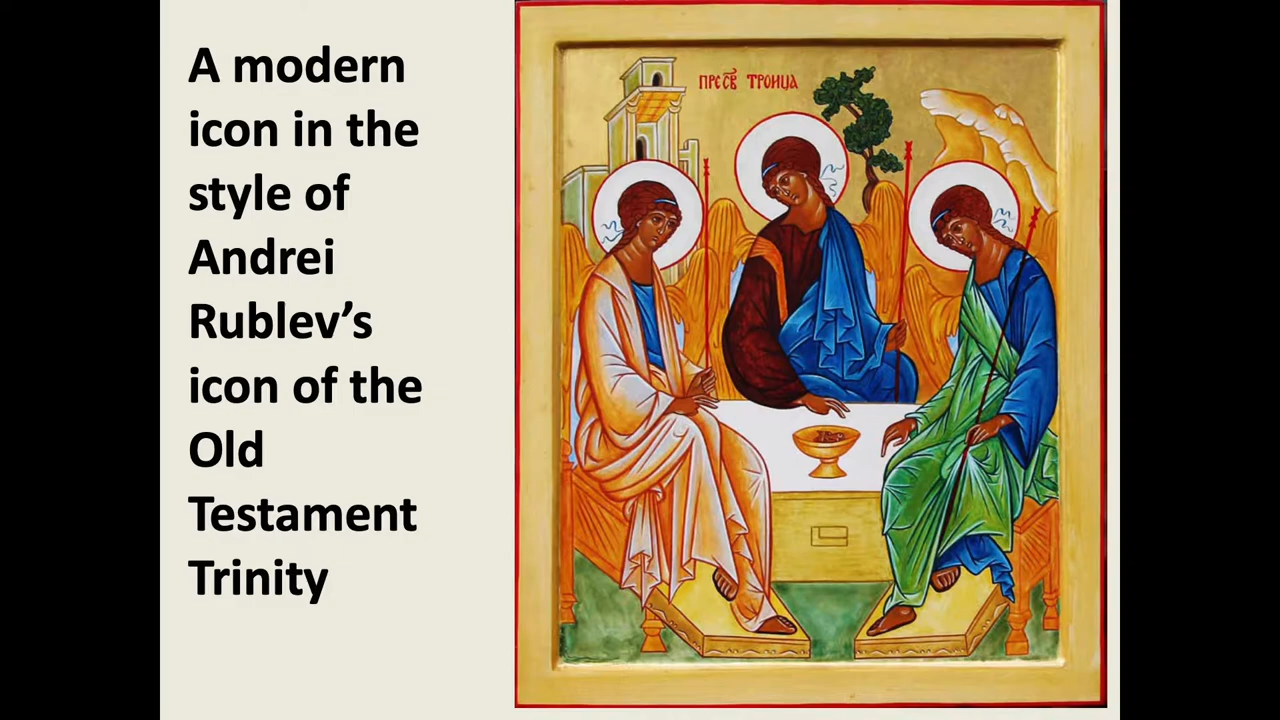 A modern
icon in the
style of
Andrei
Rublev’s
icon of the
Old
Testament
Trinity
ПРЕСВ ТРОИЦА